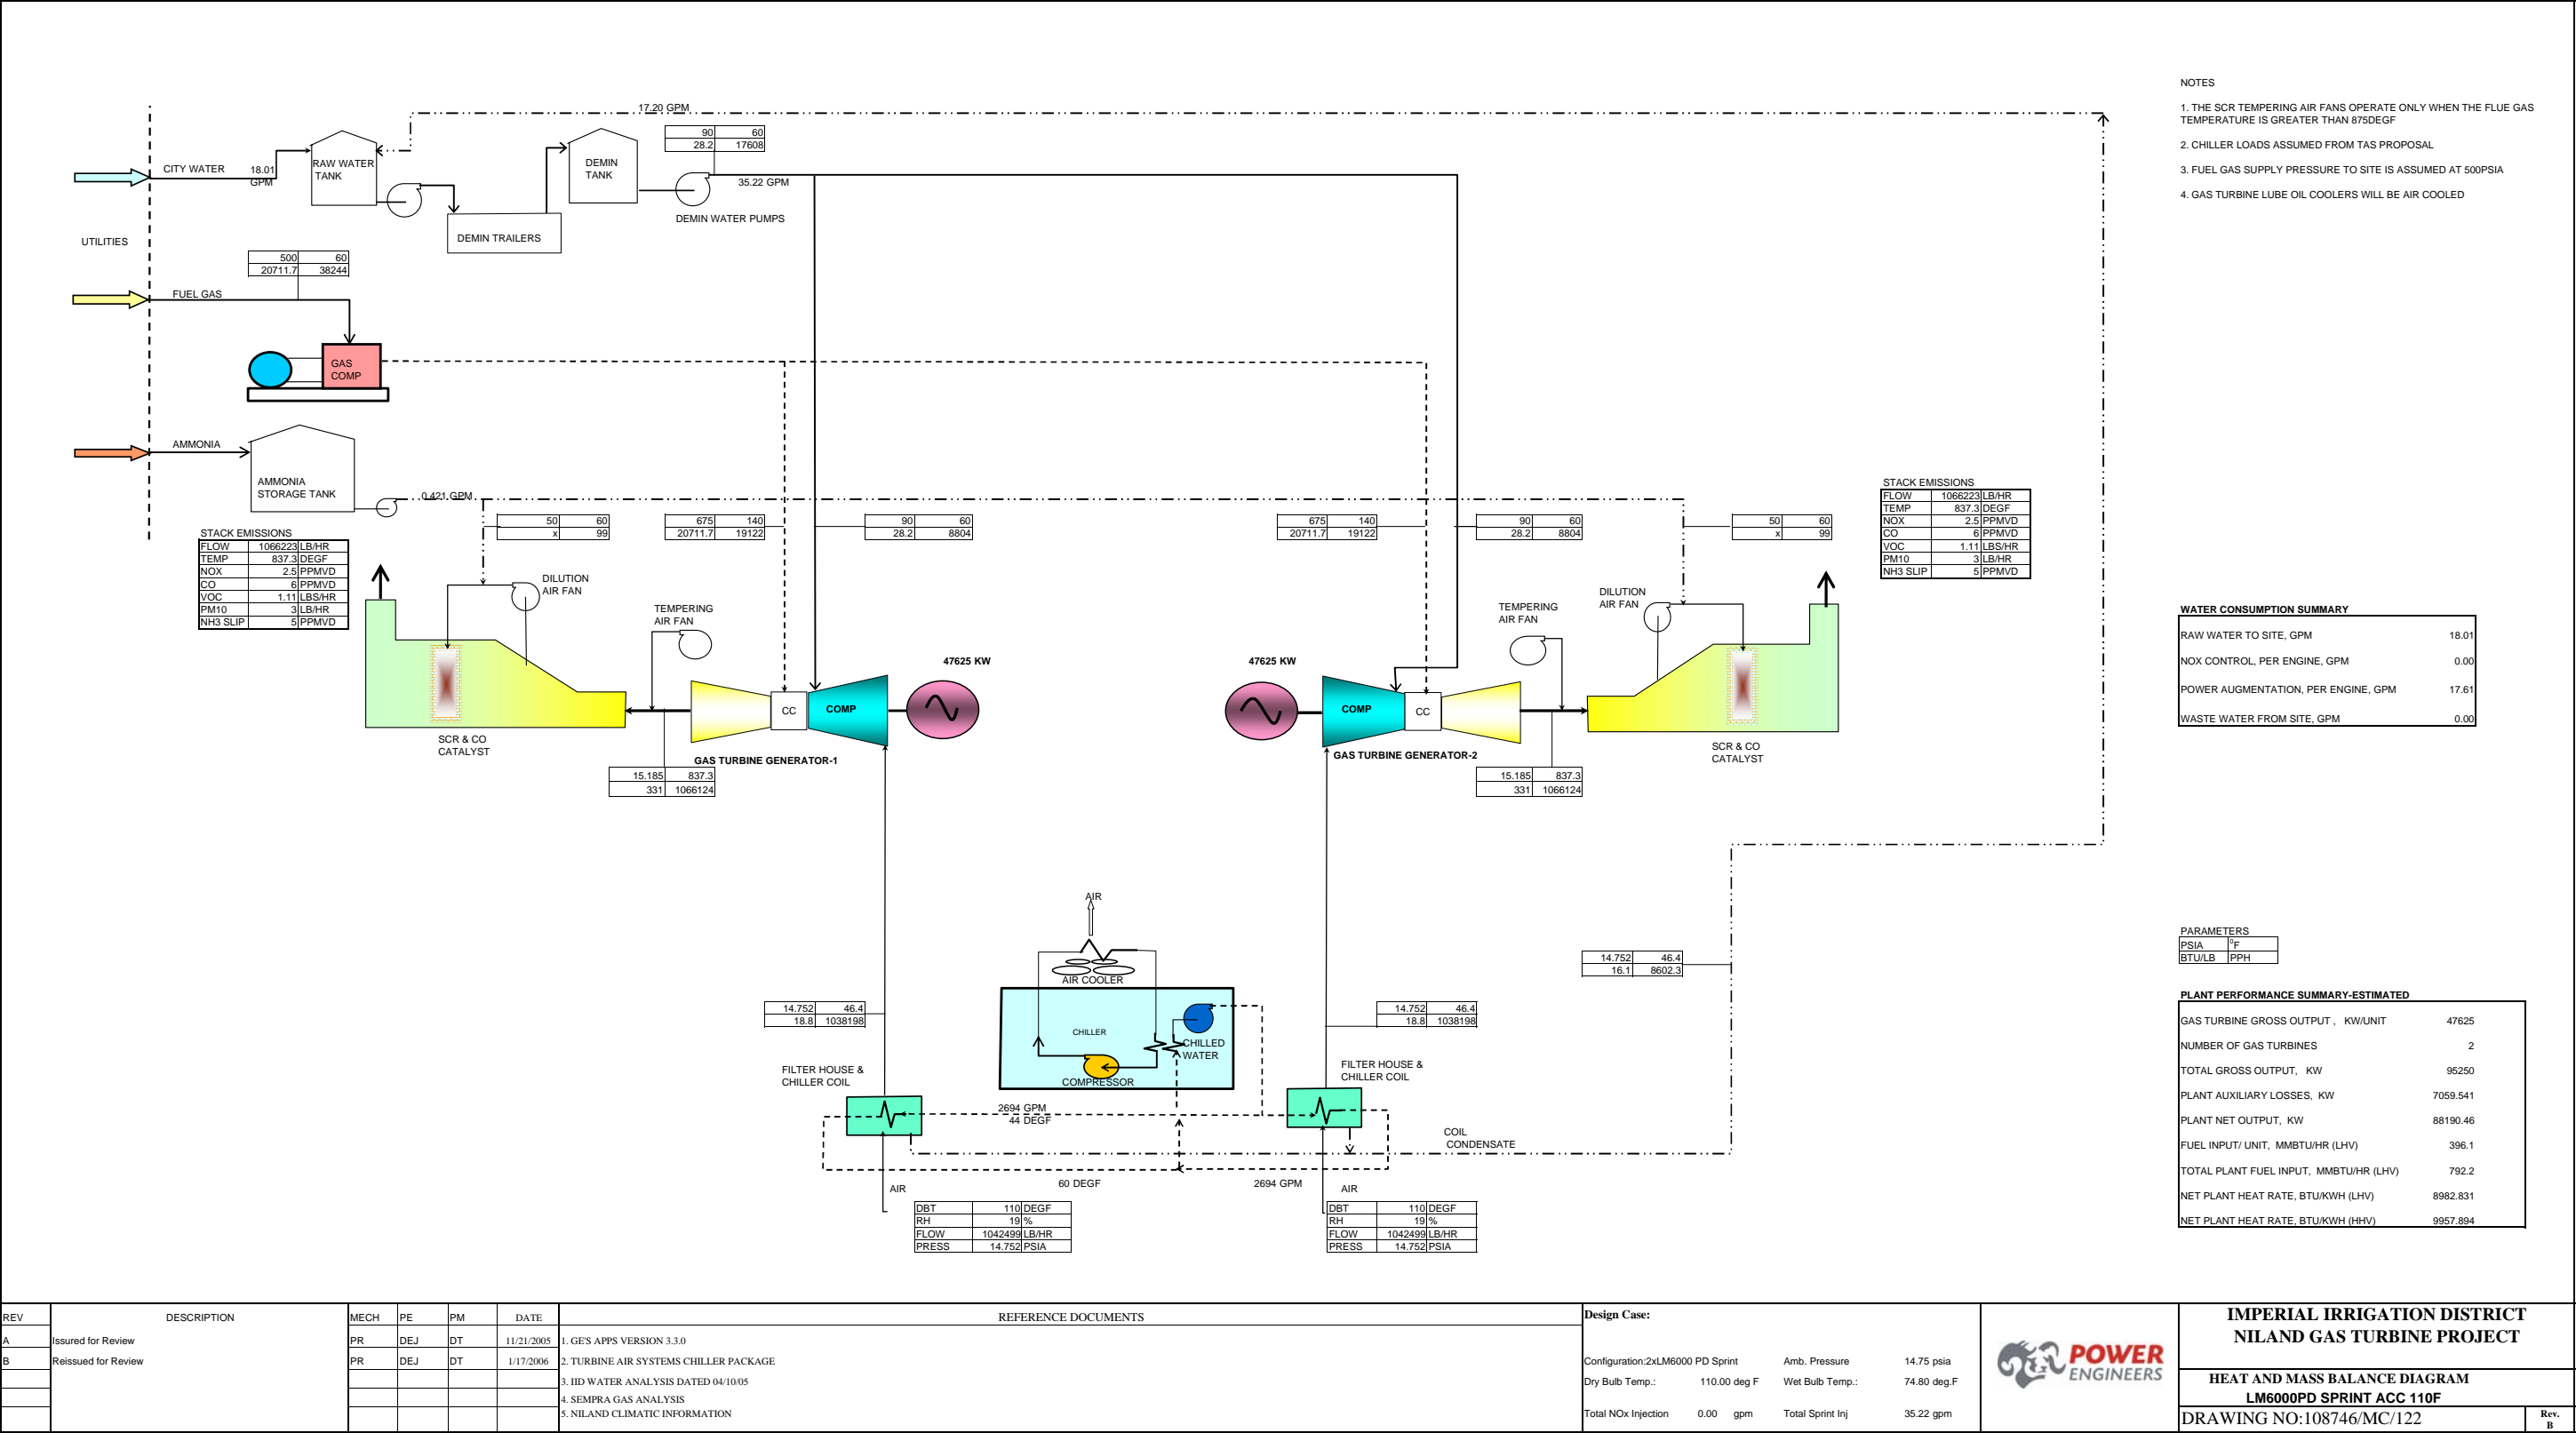 NOTES
1. THE SCR TEMPERING AIR FANS OPERATE ONLY WHEN THE FLUE GAS
TEMPERATURE IS GREATER THAN 875DEGF
2. CHILLER LOADS ASSUMED FROM TAS PROPOSAL
3. FUEL GAS SUPPLY PRESSURE TO SITE IS ASSUMED AT 500PSIA
4. GAS TURBINE LUBE OIL COOLERS WILL BE AIR COOLED
17.20 GPM
90 60
28.2 17608
CITY WATER
18.01
GPM
RAW WATER
TANK
DEMIN
TANK
35.22 GPM
DEMIN WATER PUMPS
DEMIN TRAILERS
UTILITIES
500 60
20711.7 38244
FUEL GAS
GAS
COMP
AMMONIA
AMMONIA
STORAGE TANK
0.421 GPM
STACK EMISSIONS
FLOW 1066223 LB/HR
TEMP 837.3 DEGF
NOX 2.5 PPMVD
CO 6 PPMVD
VOC 1.11 LBS/HR
PM10 3 LB/HR
NH3 SLIP 5 PPMVD
50 60
x 99
675 140
20711.7 19122
90 60
28.2 8804
675 140
20711.7 19122
90 60
28.2 8804
50 60
x 99
STACK EMISSIONS
FLOW 1066223 LB/HR
TEMP 837.3 DEGF
NOX 2.5 PPMVD
CO 6 PPMVD
VOC 1.11 LBS/HR
PM10 3 LB/HR
NH3 SLIP 5 PPMVD
DILUTION
AIR FAN
TEMPERING
AIR FAN
47625 KW
CC
COMP
SCR & CO
CATALYST
GAS TURBINE GENERATOR-1
15.185 837.3
331 1066124
47625 KW
COMP
CC
TEMPERING
AIR FAN
DILUTION
AIR FAN
GAS TURBINE GENERATOR-2
SCR & CO
CATALYST
15.185 837.3
331 1066124
WATER CONSUMPTION SUMMARY
RAW WATER TO SITE, GPM 18.01
NOX CONTROL, PER ENGINE, GPM 0.00
POWER AUGMENTATION, PER ENGINE, GPM 17.61
WASTE WATER FROM SITE, GPM 0.00
AIR
AIR COOLER
CHILLER
CHILLED
WATER
COMPRESSOR
14.752 46.4
18.8 1038198
14.752 46.4
18.8 1038198
14.752 46.4
16.1 8602.3
FILTER HOUSE &
CHILLER COIL
FILTER HOUSE &
CHILLER COIL
2694 GPM
44 DEGF
COIL
CONDENSATE
60 DEGF
2694 GPM
AIR
AIR
DBT 110 DEGF
RH 19 %
FLOW 1042499 LB/HR
PRESS 14.752 PSIA
DBT 110 DEGF
RH 19 %
FLOW 1042499 LB/HR
PRESS 14.752 PSIA
PARAMETERS
PSIA ⁰F
BTU/LB PPH
PLANT PERFORMANCE SUMMARY-ESTIMATED
GAS TURBINE GROSS OUTPUT , KW/UNIT 47625
NUMBER OF GAS TURBINES 2
TOTAL GROSS OUTPUT, KW 95250
PLANT AUXILIARY LOSSES, KW 7059.541
PLANT NET OUTPUT, KW 88190.46
FUEL INPUT/ UNIT, MMBTU/HR (LHV) 396.1
TOTAL PLANT FUEL INPUT, MMBTU/HR (LHV) 792.2
NET PLANT HEAT RATE, BTU/KWH (LHV) 8982.831
NET PLANT HEAT RATE, BTU/KWH (HHV) 9957.894
REV DESCRIPTION MECH PE PM DATE
A Issured for Review PR DEJ DT 11/21/2005
B Reissued for Review PR DEJ DT 1/17/2006
REFERENCE DOCUMENTS
1. GE'S APPS VERSION 3.3.0
2. TURBINE AIR SYSTEMS CHILLER PACKAGE
3. IID WATER ANALYSIS DATED 04/10/05
4. SEMPRA GAS ANALYSIS
5. NILAND CLIMATIC INFORMATION
Design Case:
Configuration:2xLM6000 PD Sprint Amb. Pressure 14.75 psia
Dry Bulb Temp.: 110.00 deg F Wet Bulb Temp.: 74.80 deg.F
Total NOx Injection 0.00 gpm Total Sprint Inj 35.22 gpm
POWER
ENGINEERS
IMPERIAL IRRIGATION DISTRICT
NILAND GAS TURBINE PROJECT
HEAT AND MASS BALANCE DIAGRAM
LM6000PD SPRINT ACC 110F
DRAWING NO:108746/MC/122
Rev.
B